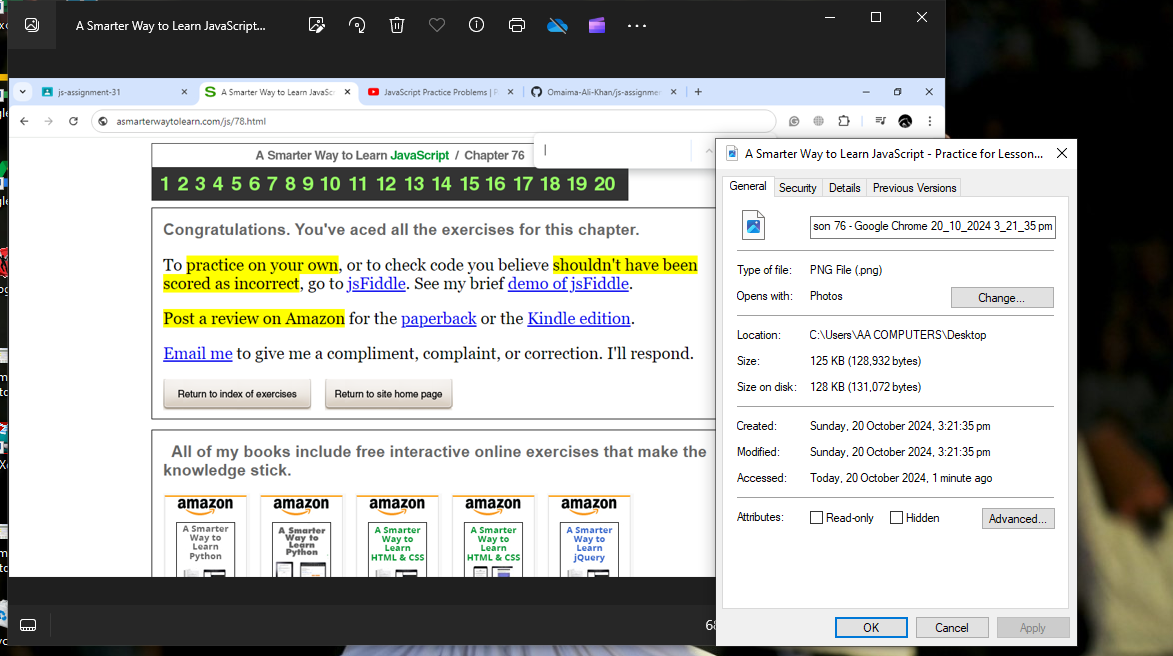 A Smarter Way to Learn JavaScript...
js-assignment-31
A Smarter Way to Learn JavaSc
JavaScript Practice Problems |
Omaima-Ali-Khan/js-assignmen
asmarterwaytolearn.com/js/78.html
A Smarter Way to Learn JavaScript / Chapter 76
1 2 3 4 5 6 7 8 9 10 11 12 13 14 15 16 17 18 19 20
Congratulations. You've aced all the exercises for this chapter.
To practice on your own, or to check code you believe shouldn't have been
scored as incorrect, go to jsFiddle. See my brief demo of jsFiddle.
Post a review on Amazon for the paperback or the Kindle edition.
Email me to give me a compliment, complaint, or correction. I'll respond.
Return to index of exercises
Return to site home page
All of my books include free interactive online exercises that make the
knowledge stick.
amazon amazon amazon amazon amazon
A Smarter
Way to
Learn
Python
A Smarter
Way to
Learn
Python
A Smarter
Way to
Learn
HTML & CSS
A Smarter
Way to
Learn
HTML & CSS
A Smarter
Way to
Learn
jQuery
68
A Smarter Way to Learn JavaScript - Practice for Lesson...
General Security Details Previous Versions
son 76 - Google Chrome 20_10_2024 3_21_35 pm
Type of file: PNG File (.png)
Opens with: Photos
Change...
Location: C:\Users\AA COMPUTERS\Desktop
Size: 125 KB (128,932 bytes)
Size on disk: 128 KB (131,072 bytes)
Created: Sunday, 20 October 2024, 3:21:35 pm
Modified: Sunday, 20 October 2024, 3:21:35 pm
Accessed: Today, 20 October 2024, 1 minute ago
Attributes: Read-only Hidden
Advanced...
OK Cancel Apply